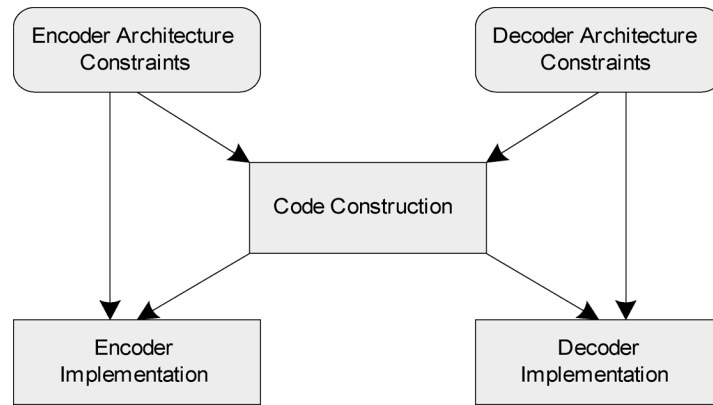 Encoder Architecture
Constraints
Decoder Architecture
Constraints
Code Construction
Encoder
Implementation
Decoder
Implementation